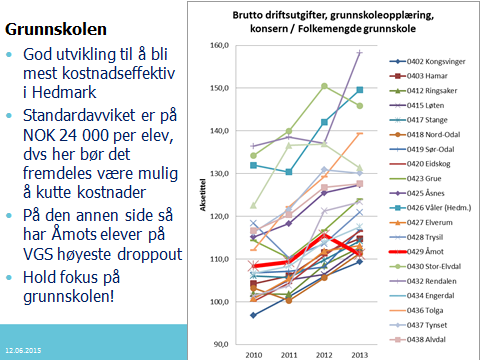 Grunnskolen
• God utvikling til å bli
mest kostnadseffektiv
i Hedmark
• Standardavviket er på
NOK 24 000 per elev,
dvs her bør det
fremdeles være mulig
å kutte kostnader
• På den annen side så
har Åmots elever på
VGS høyeste droppout
• Hold fokus på
grunnskolen!
12.06.2015
Brutto driftsutgifter, grunnskoleopplæring,
konsern / Folkemengde grunnskole
160,0
150,0
140,0
130,0
120,0
110,0
100,0
90,0
Aksetittel
2010 2011 2012 2013
0402 Kongsvinger
0403 Hamar
0412 Ringsaker
0415 Løten
0417 Stange
0418 Nord-Odal
0419 Sør-Odal
0420 Eidskog
0423 Grue
0425 Åsnes
0426 Våler (Hedm.)
0427 Elverum
0428 Trysil
0429 Åmot
0430 Stor-Elvdal
0432 Rendalen
0434 Engerdal
0436 Tolga
0437 Tynset
0438 Alvdal